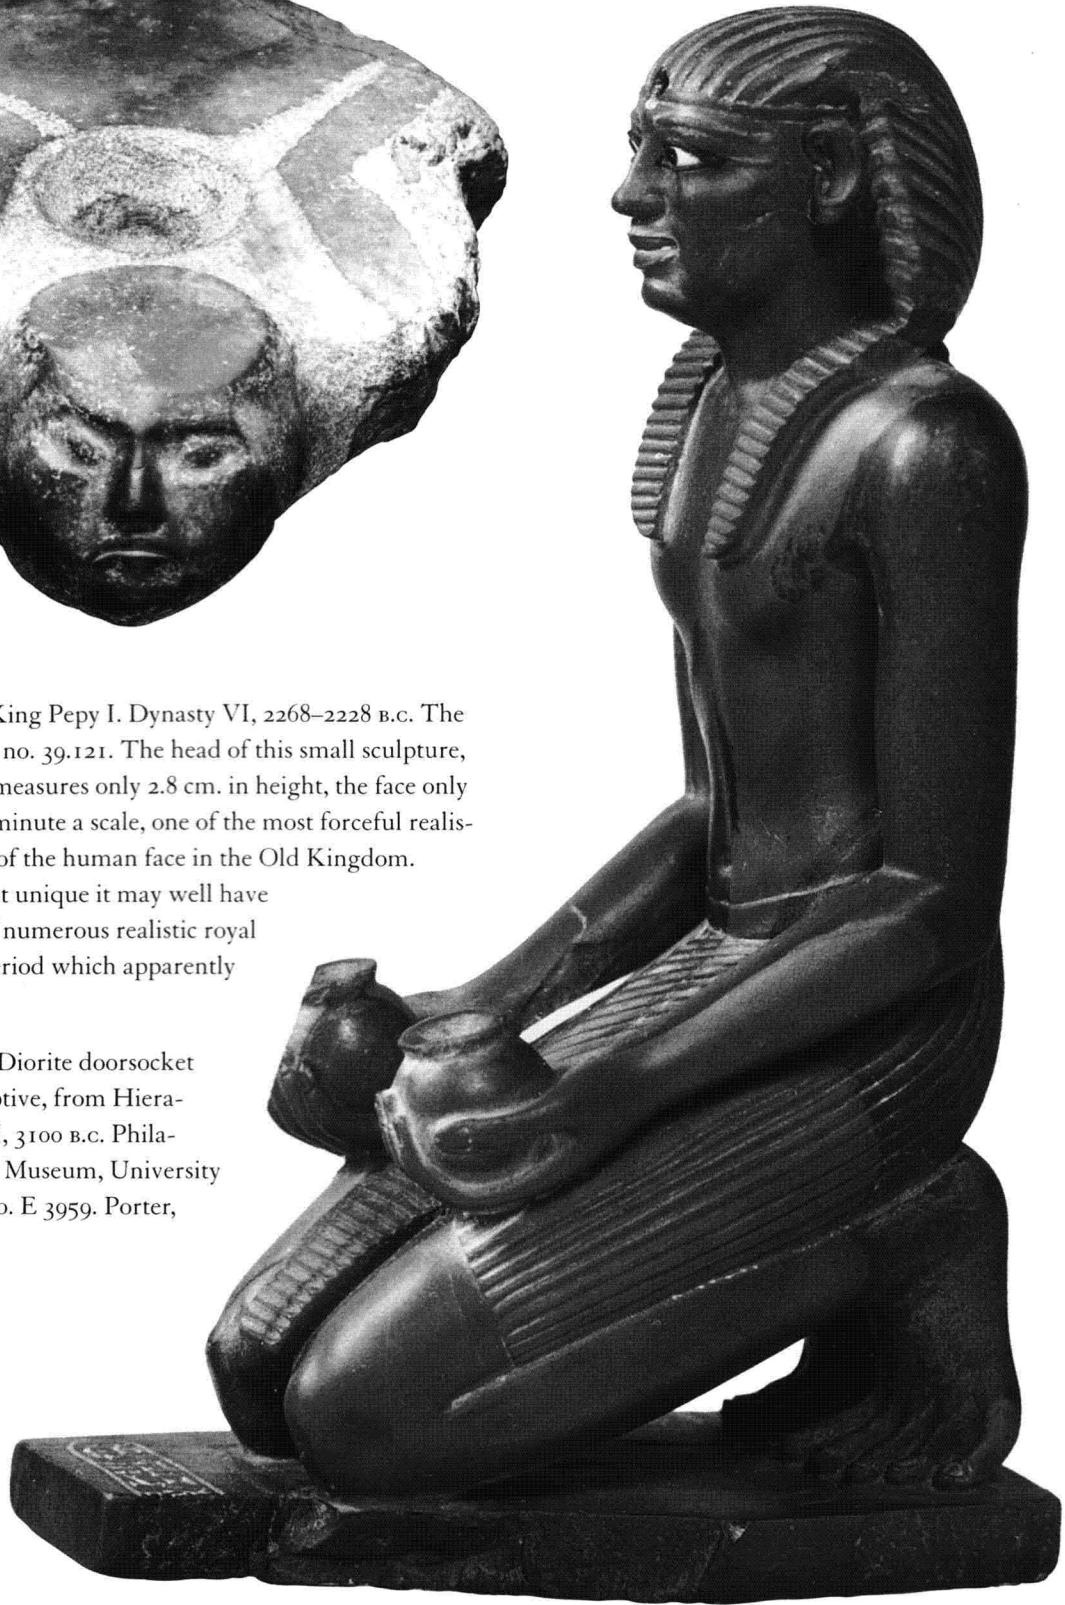 King Pepy I. Dynasty VI, 2268–2228 B.C. The
no. 39.121. The head of this small sculpture,
measures only 2.8 cm. in height, the face only
minute a scale, one of the most forceful realis-
of the human face in the Old Kingdom.
t unique it may well have
numerous realistic royal
riod which apparently
Diorite doorsocket
ptive, from Hiera-
, 3100 B.C. Phila-
Museum, University
o. E 3959. Porter,